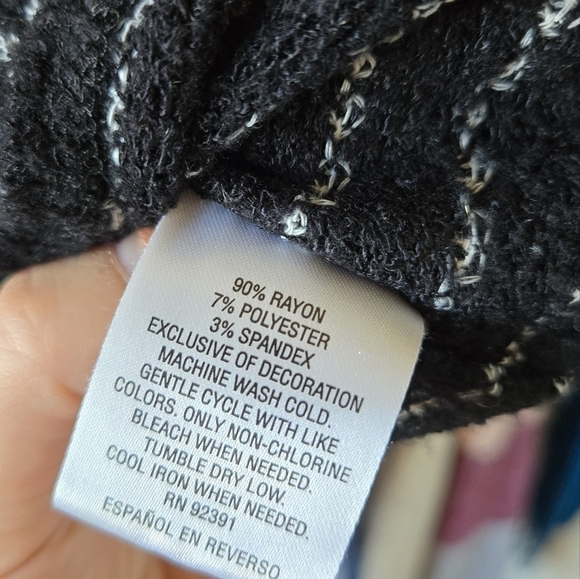 90% RAYON
7% POLYESTER
3% SPANDEX
EXCLUSIVE OF DECORATION
MACHINE WASH COLD.
GENTLE CYCLE WITH LIKE
COLORS. ONLY NON-CHLORINE
BLEACH WHEN NEEDED.
TUMBLE DRY LOW.
COOL IRON WHEN NEEDED.
RN 92391
ESPAÑOL EN REVERSO